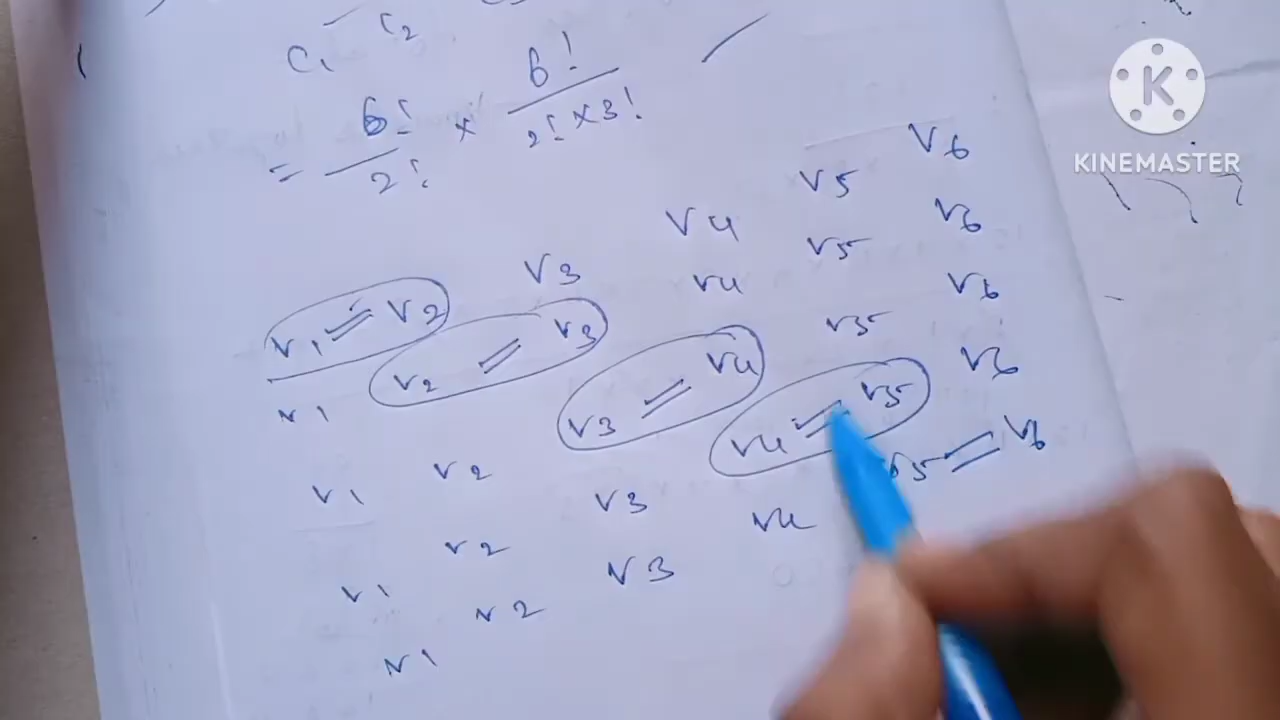 C₁ C₂
= 6!/2! × 6!/2!×3!
KINEMASTER
V1 = V2 V3 V4 V5 V6
V1 V2 = V3 V4 V5 V6
V1 V2 V3 = V4 V5 V6
V1 V2 V3 V4 = V5 V6
V1 V2 V3 V4 V5 = V6